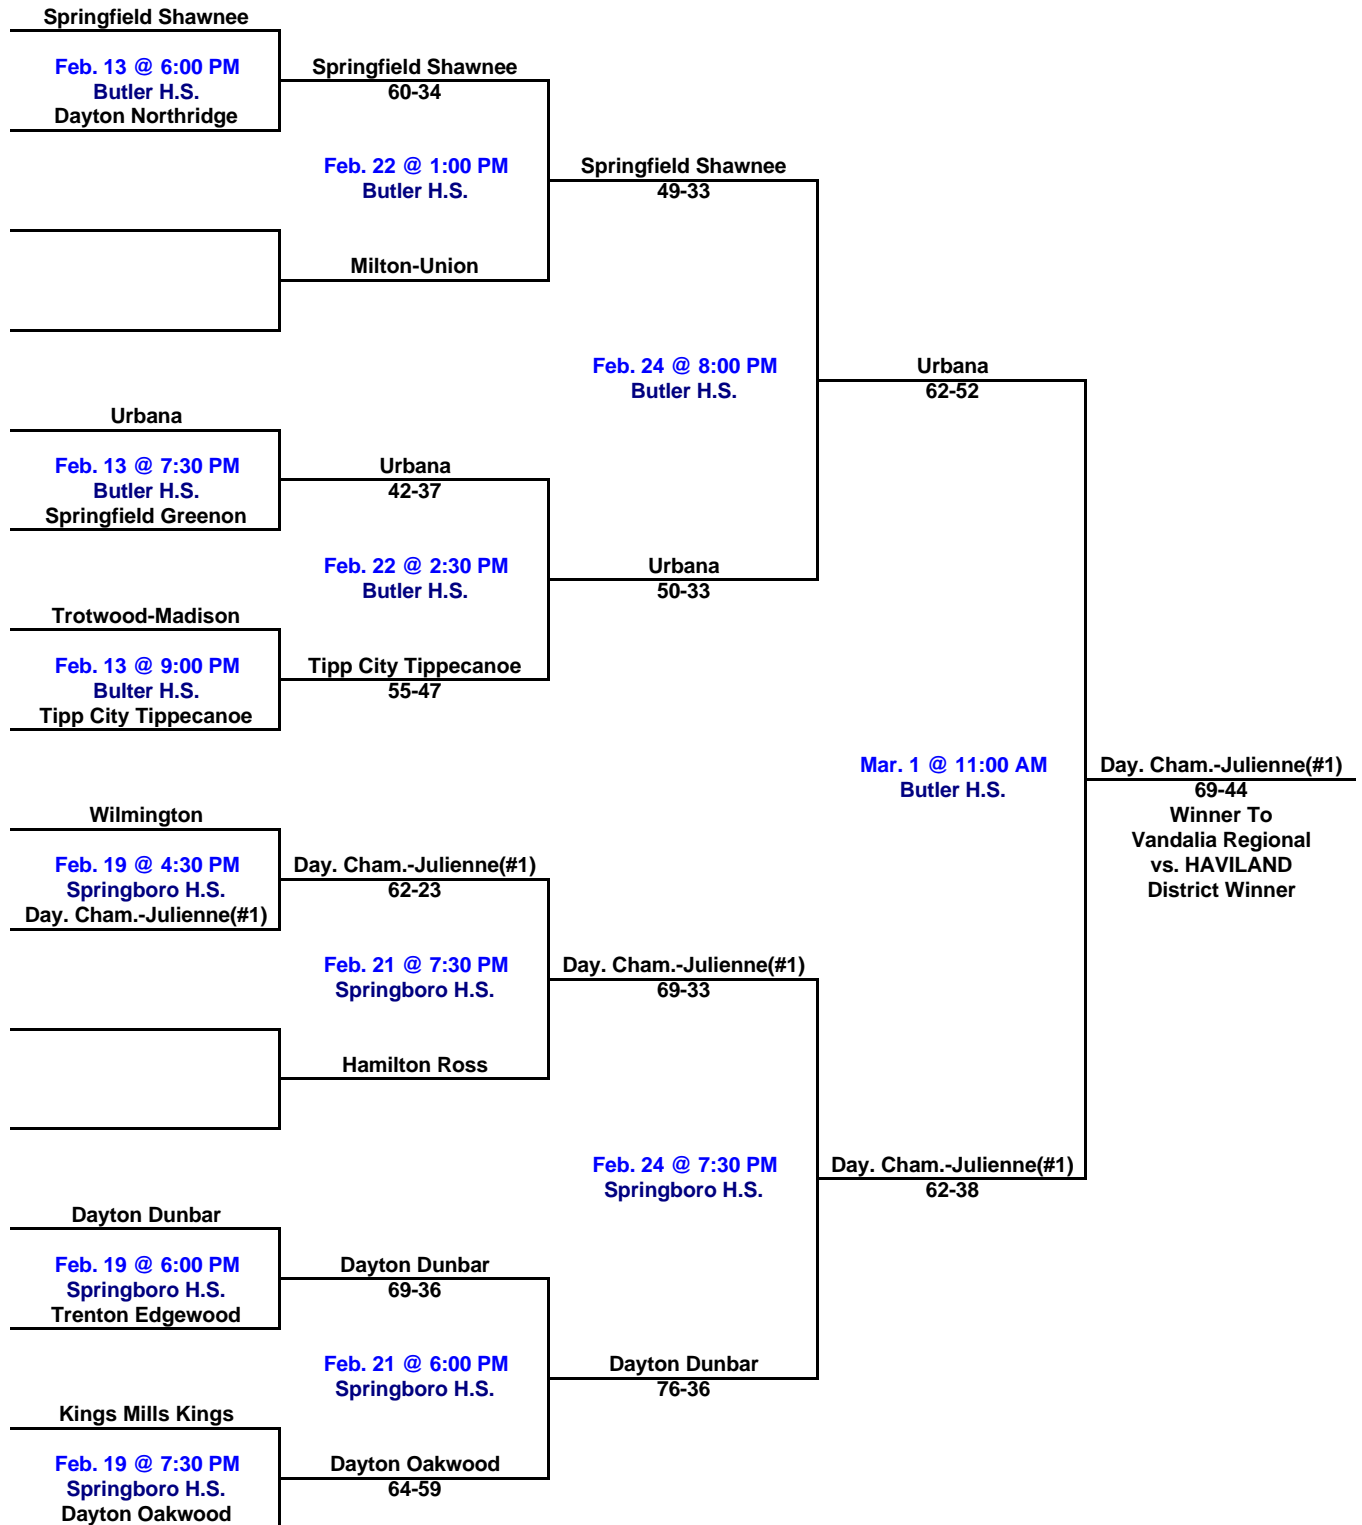 Springfield Shawnee
Feb. 13 @ 6:00 PM
Butler H.S.
Dayton Northridge
Springfield Shawnee
60-34
Feb. 22 @ 1:00 PM
Butler H.S.
Milton-Union
Springfield Shawnee
49-33
Urbana
Feb. 13 @ 7:30 PM
Butler H.S.
Springfield Greenon
Urbana
42-37
Feb. 22 @ 2:30 PM
Butler H.S.
Trotwood-Madison
Feb. 13 @ 9:00 PM
Bulter H.S.
Tipp City Tippecanoe
Tipp City Tippecanoe
55-47
Urbana
50-33
Feb. 24 @ 8:00 PM
Butler H.S.
Urbana
62-52
Wilmington
Feb. 19 @ 4:30 PM
Springboro H.S.
Day. Cham.-Julienne(#1)
Day. Cham.-Julienne(#1)
62-23
Feb. 21 @ 7:30 PM
Springboro H.S.
Hamilton Ross
Day. Cham.-Julienne(#1)
69-33
Dayton Dunbar
Feb. 19 @ 6:00 PM
Springboro H.S.
Trenton Edgewood
Dayton Dunbar
69-36
Feb. 21 @ 6:00 PM
Springboro H.S.
Kings Mills Kings
Feb. 19 @ 7:30 PM
Springboro H.S.
Dayton Oakwood
Dayton Oakwood
64-59
Dayton Dunbar
76-36
Feb. 24 @ 7:30 PM
Springboro H.S.
Day. Cham.-Julienne(#1)
62-38
Mar. 1 @ 11:00 AM
Butler H.S.
Day. Cham.-Julienne(#1)
69-44
Winner To
Vandalia Regional
vs. HAVILAND
District Winner